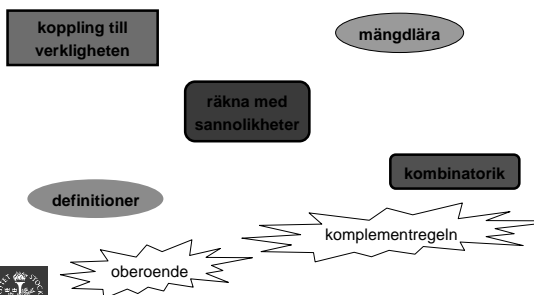 koppling till
verkligheten
mängdlära
räkna med
sannolikheter
kombinatorik
definitioner
komplementregeln
oberoende